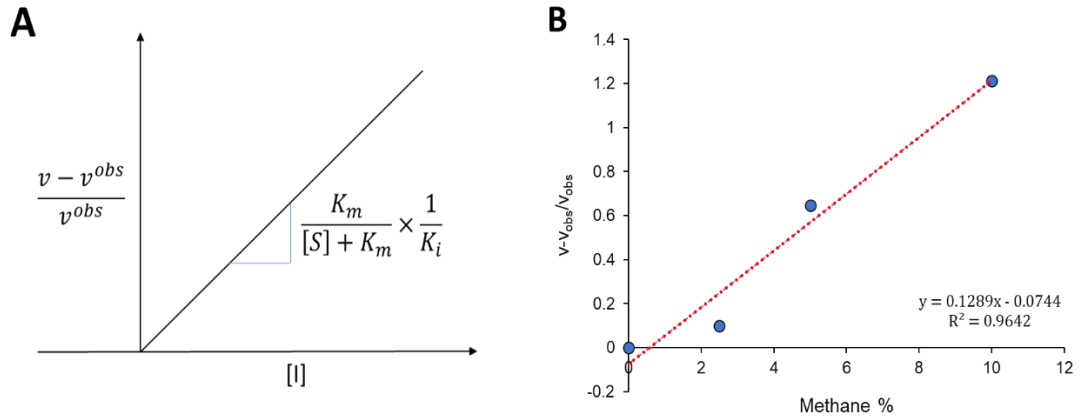 A
v − v^obs
v^obs
K_m
[S] + K_m
×
1
K_i
[I]
B
1.4
1.2
1
0.8
0.6
0.4
0.2
0
-0.2
v-v_obs/v_obs
y = 0.1289x - 0.0744
R² = 0.9642
0 2 4 6 8 10 12
Methane %